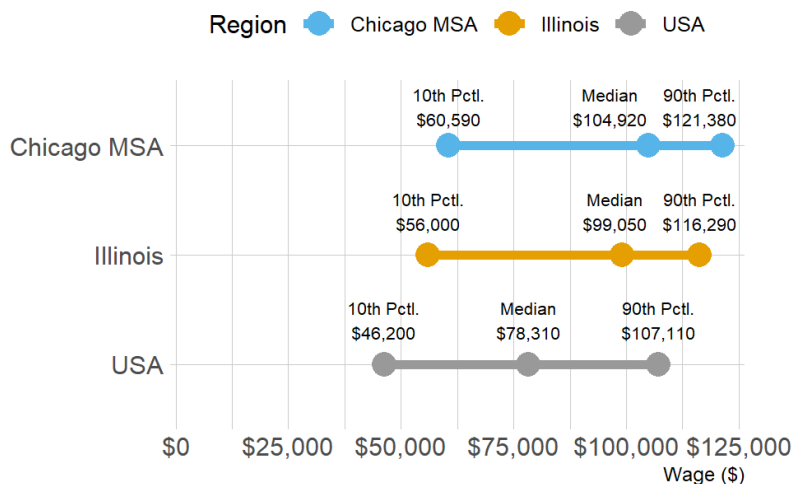 Region Chicago MSA Illinois USA
10th Pctl. Median 90th Pctl.
$60,590 $104,920 $121,380
Chicago MSA
10th Pctl. Median 90th Pctl.
$56,000 $99,050 $116,290
Illinois
10th Pctl. Median 90th Pctl.
$46,200 $78,310 $107,110
USA
$0 $25,000 $50,000 $75,000 $100,000 $125,000
Wage ($)